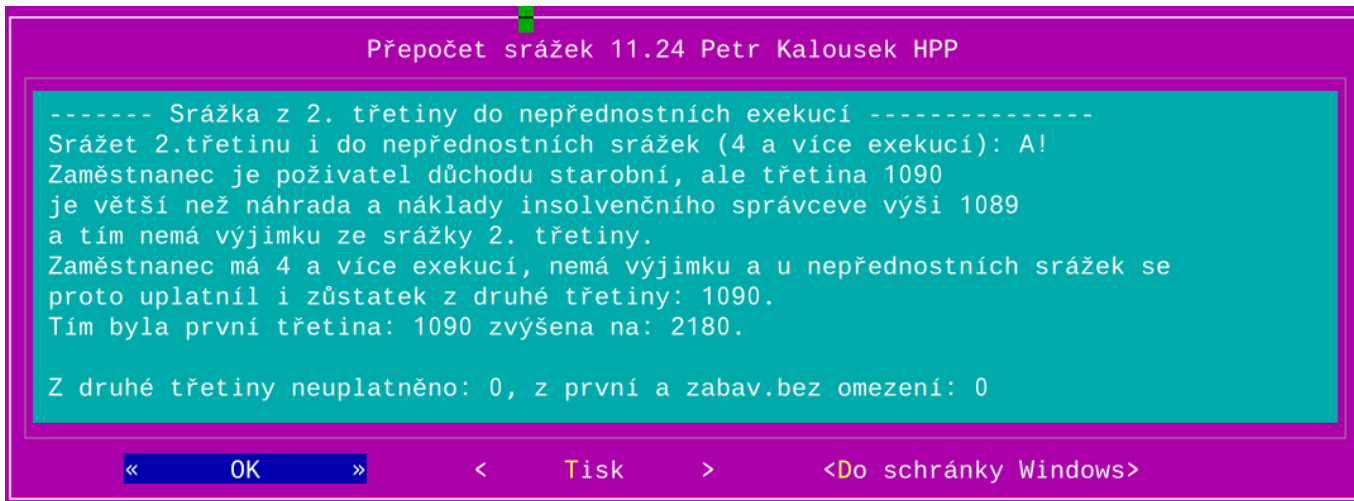 Přepočet srážek 11.24 Petr Kalousek HPP
------- Srážka z 2. třetiny do nepřednostních exekucí ---------------
Srážet 2.třetinu i do nepřednostních srážek (4 a více exekucí): A!
Zaměstnanec je poživatel důchodu starobní, ale třetina 1090
je větší než náhrada a náklady insolvenčního správceve výši 1089
a tím nemá výjimku ze srážky 2. třetiny.
Zaměstnanec má 4 a více exekucí, nemá výjimku a u nepřednostních srážek se
proto uplatníl i zůstatek z druhé třetiny: 1090.
Tím byla první třetina: 1090 zvýšena na: 2180.
Z druhé třetiny neuplatněno: 0, z první a zabav.bez omezení: 0
« OK » < Tisk > <Do schránky Windows>